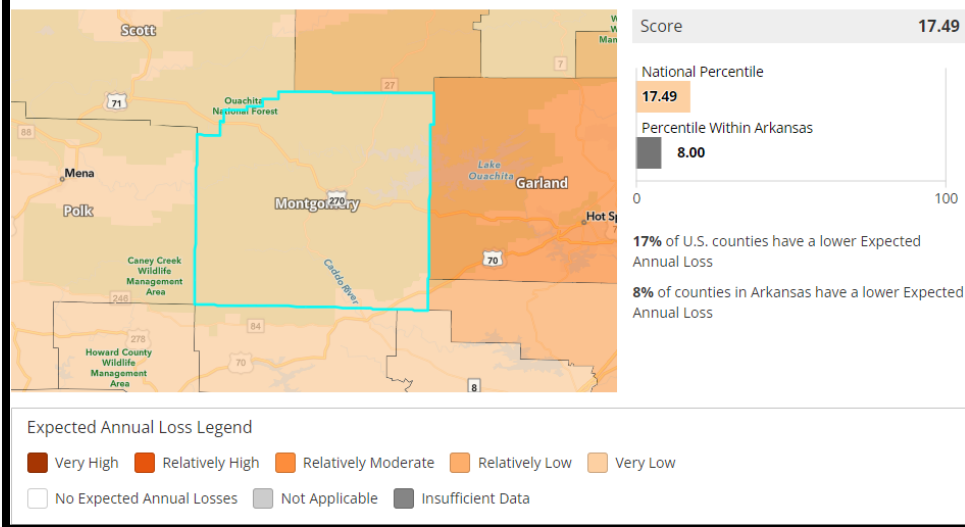 Scott
W
W
Man
7
27
71
Ouachita
National Forest
88
Mena
Lake
Ouachita
Garland
Montgomery
270
Polk
Hot Sp
7
70
Caney Creek
Wildlife
Management
Area
Caddo River
246
84
278
Howard County
Wildlife
Management
Area
70
8
Score 17.49
National Percentile
17.49
Percentile Within Arkansas
8.00
0 100
17% of U.S. counties have a lower Expected
Annual Loss
8% of counties in Arkansas have a lower Expected
Annual Loss
Expected Annual Loss Legend
Very High Relatively High Relatively Moderate Relatively Low Very Low
No Expected Annual Losses Not Applicable Insufficient Data